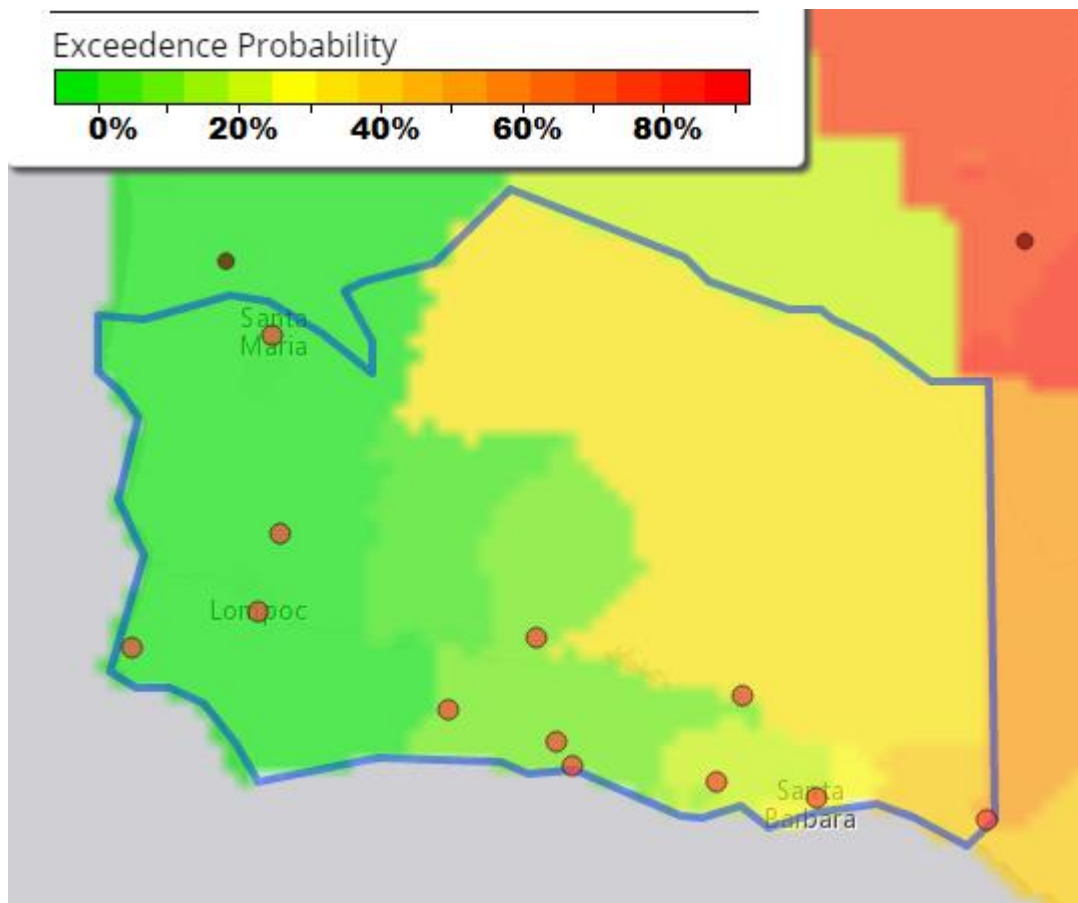 Exceedence Probability
0% 20% 40% 60% 80%
Santa
Maria
Lompoc
Santa
Barbara